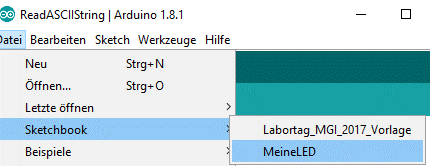 ReadASCIIString | Arduino 1.8.1
Datei Bearbeiten Sketch Werkzeuge Hilfe
Neu Strg+N
Öffnen... Strg+O
Letzte öffnen
Sketchbook
Labortag_MGI_2017_Vorlage
Beispiele
MeineLED